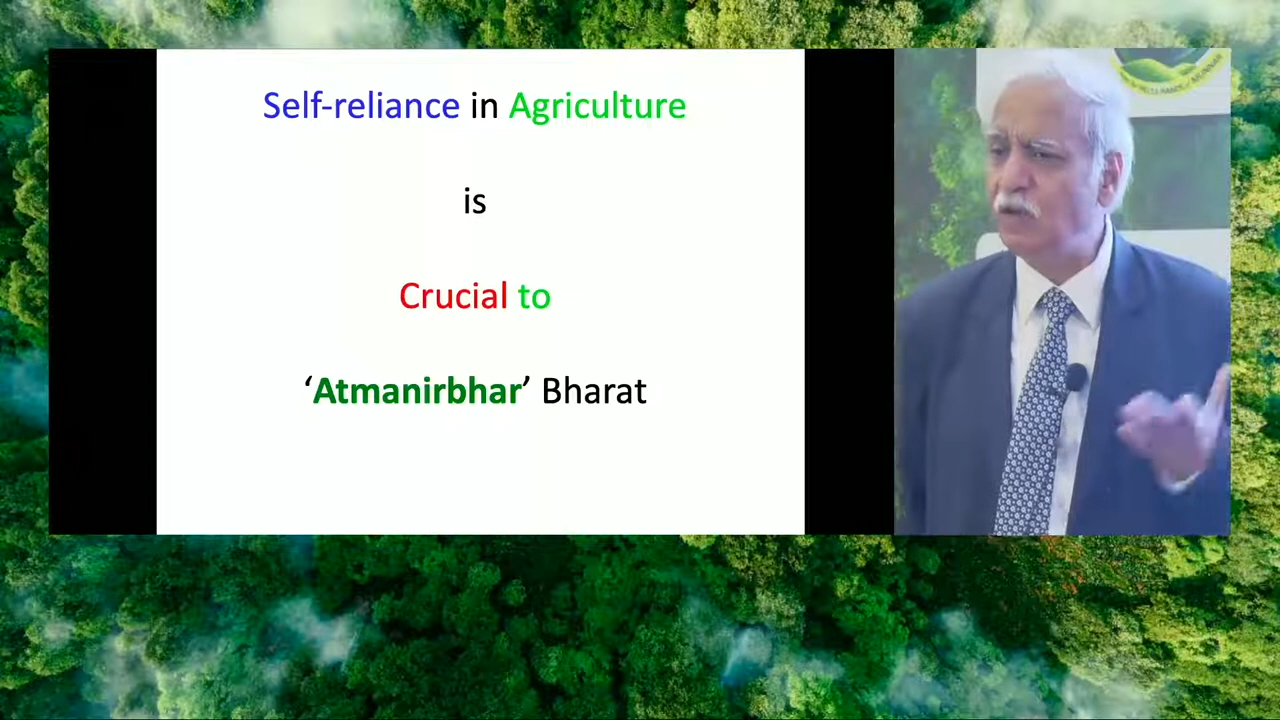 Self-reliance in Agriculture
is
Crucial to
‘Atmanirbhar’ Bharat